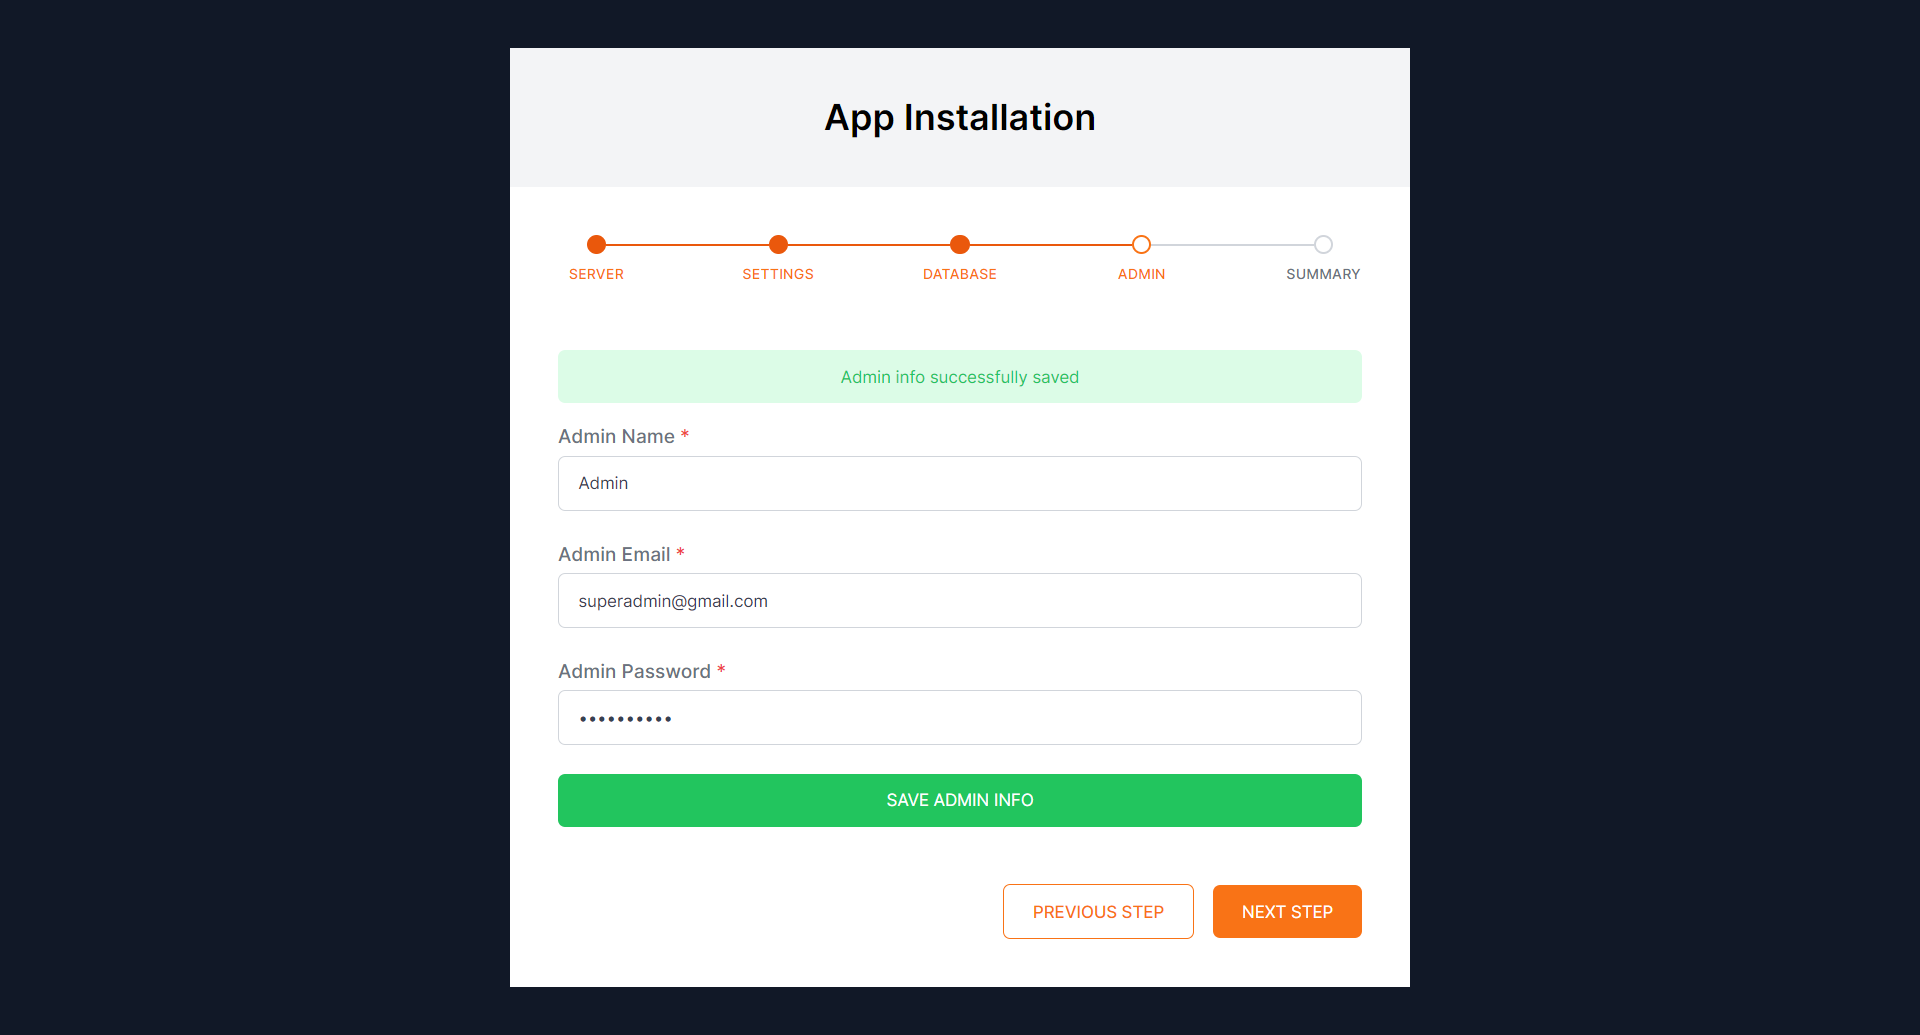 App Installation
SERVER SETTINGS DATABASE ADMIN SUMMARY
Admin info successfully saved
Admin Name *
Admin
Admin Email *
superadmin@gmail.com
Admin Password *
••••••••••
SAVE ADMIN INFO
PREVIOUS STEP NEXT STEP